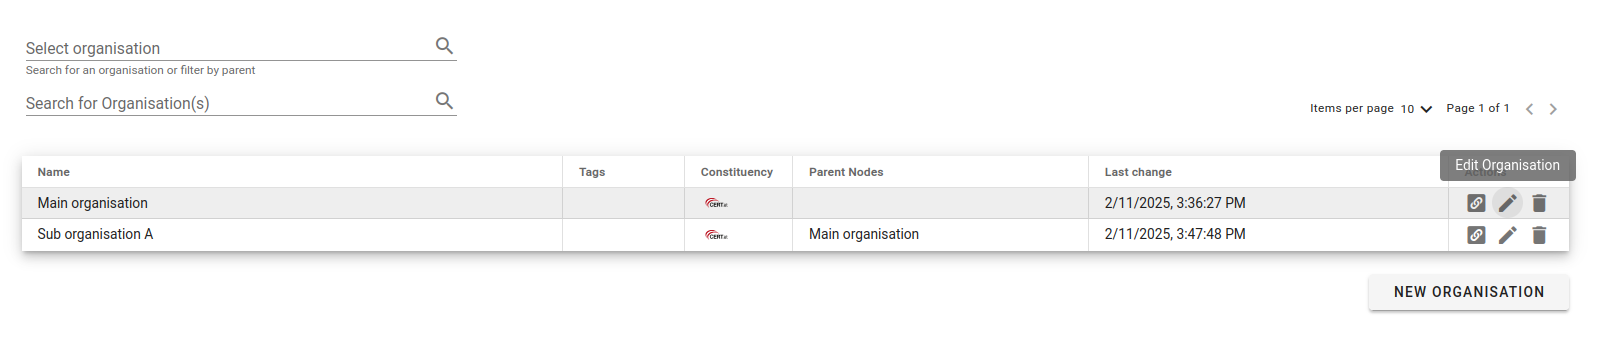 Select organisation
Search for an organisation or filter by parent
Search for Organisation(s)
Items per page 10 Page 1 of 1
Edit Organisation
Name Tags Constituency Parent Nodes Last change Actions
Main organisation CERT.at 2/11/2025, 3:36:27 PM
Sub organisation A CERT.at Main organisation 2/11/2025, 3:47:48 PM
NEW ORGANISATION